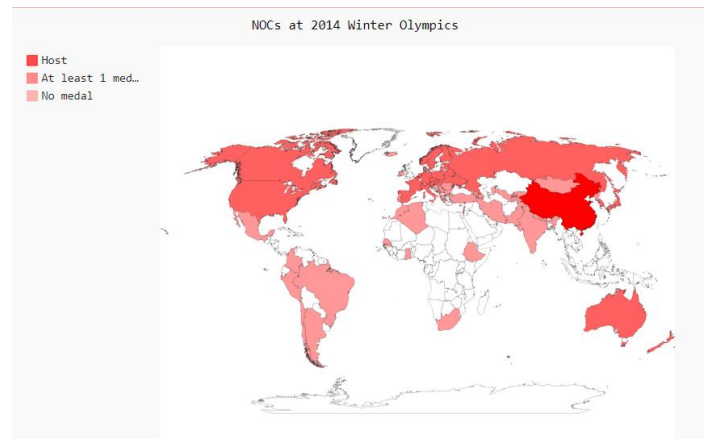 NOCs at 2014 Winter Olympics
Host
At least 1 med…
No medal